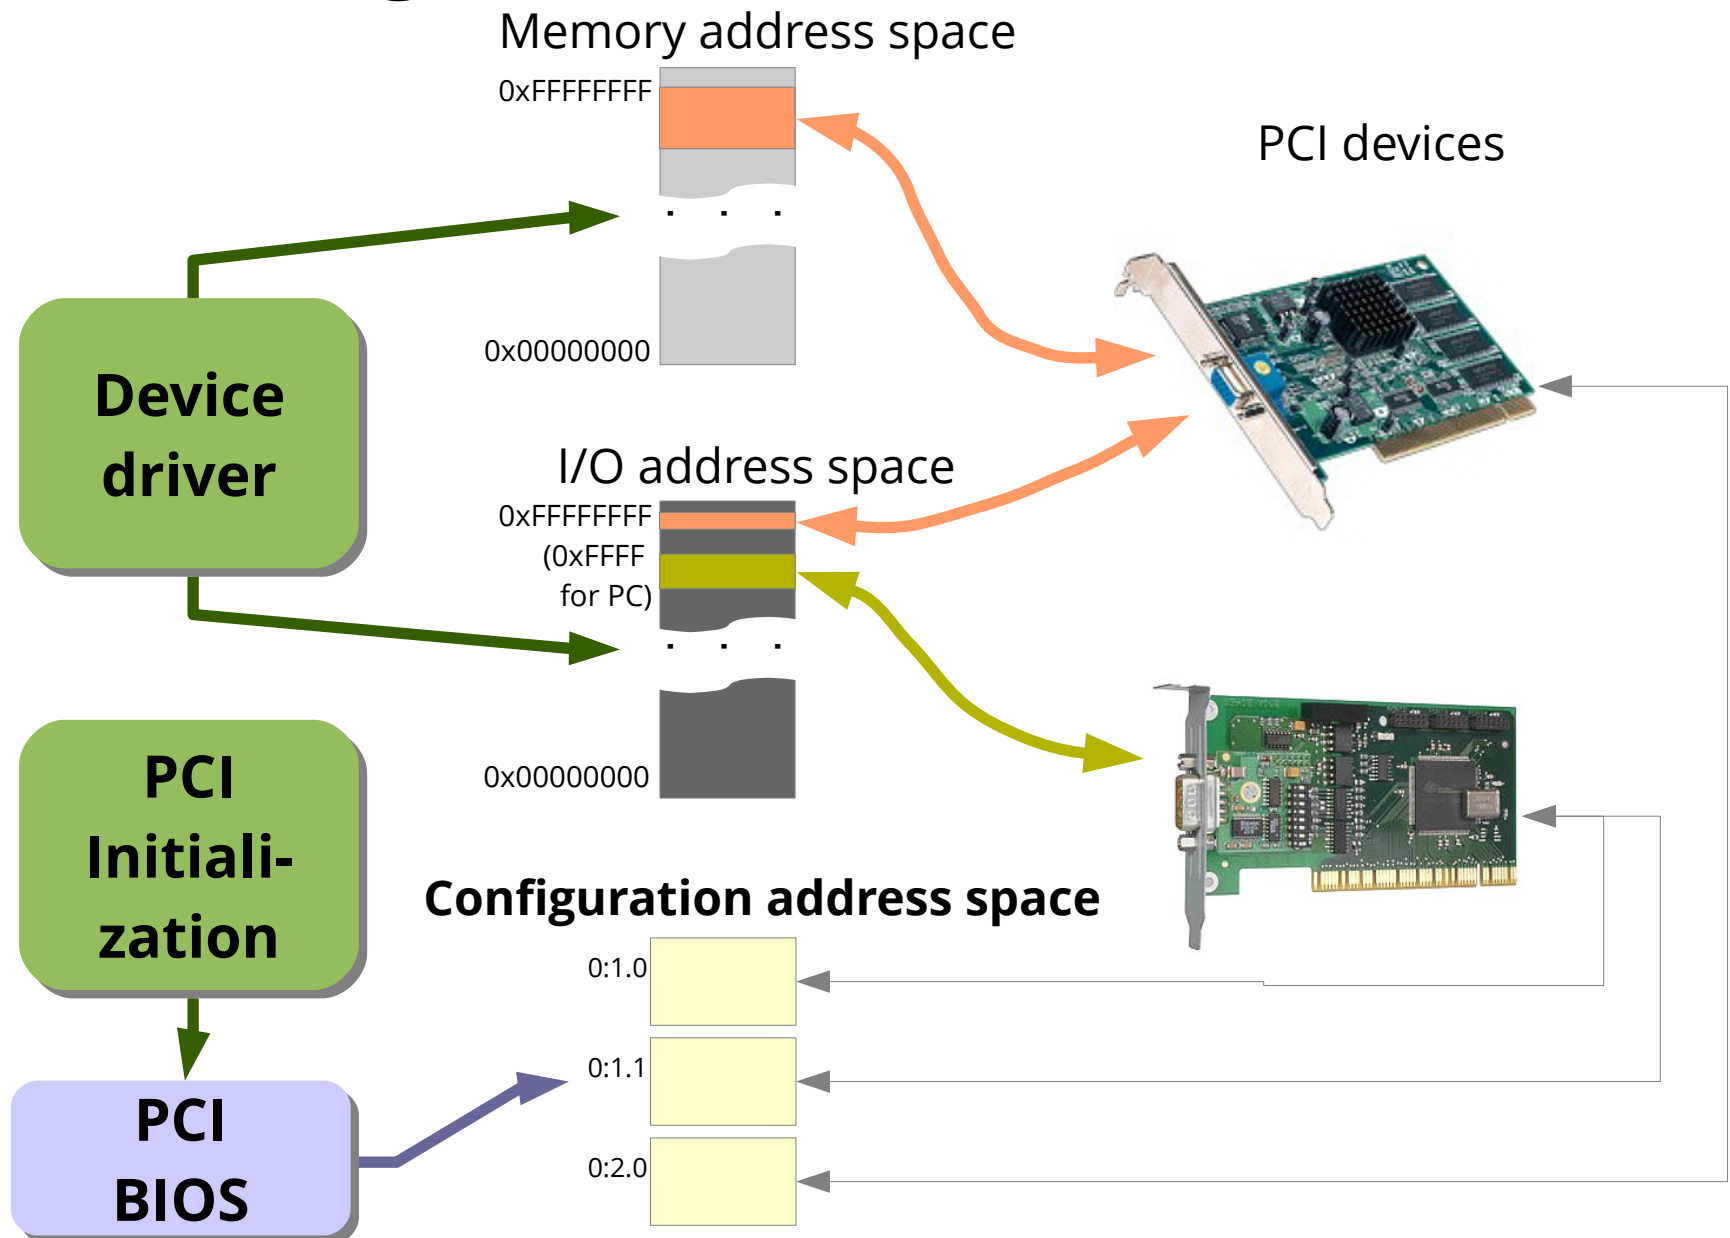 Memory address space
0xFFFFFFFF
PCI devices
0x00000000
Device
driver
I/O address space
0xFFFFFFFF
(0xFFFF
for PC)
0x00000000
PCI
Initiali-
zation
Configuration address space
0:1.0
0:1.1
0:2.0
PCI
BIOS